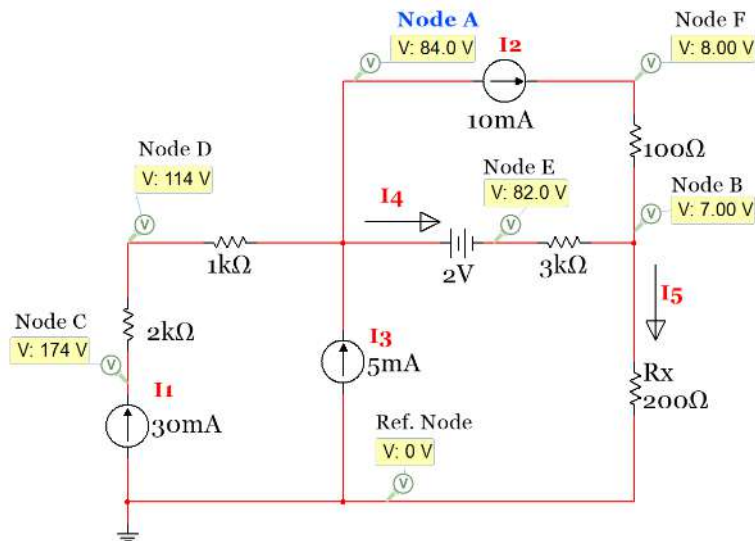 Node A
V: 84.0 V
I2
10mA
Node F
V: 8.00 V
100Ω
Node D
V: 114 V
1kΩ
I4
Node E
V: 82.0 V
2V
3kΩ
Node B
V: 7.00 V
I5
Node C
V: 174 V
2kΩ
I1
30mA
I3
5mA
Rx
200Ω
Ref. Node
V: 0 V
V
V
V
V
V
V
V